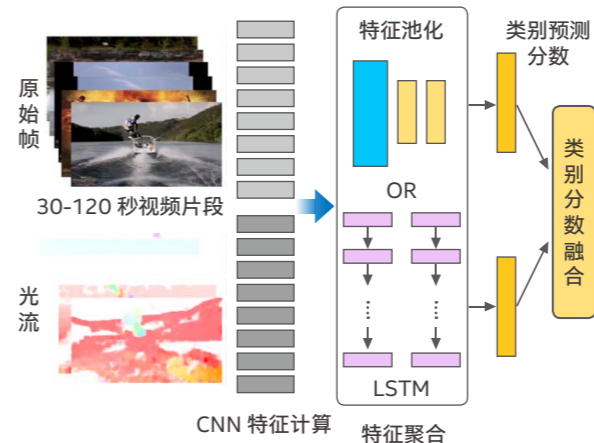 原始帧
30-120 秒视频片段
光流
CNN 特征计算
特征池化
OR
LSTM
特征聚合
类别预测
分数
类别分数融合